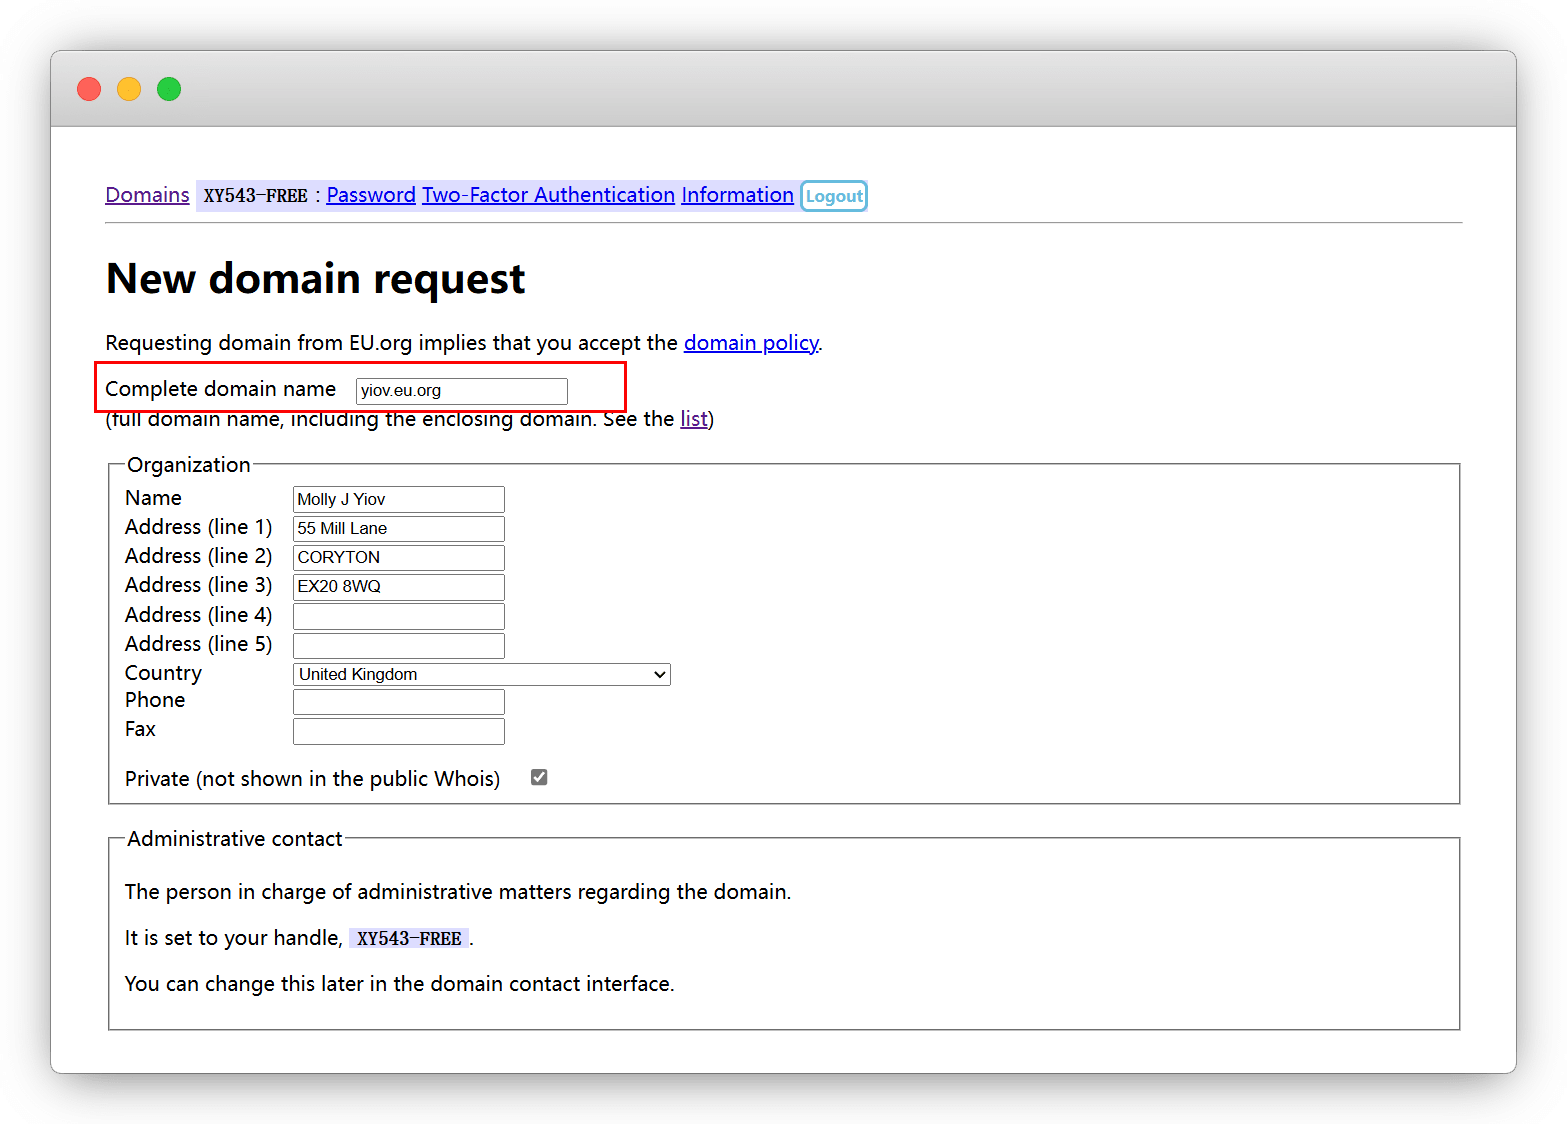 Domains XY543-FREE : Password Two-Factor Authentication Information Logout
New domain request
Requesting domain from EU.org implies that you accept the domain policy.
Complete domain name yiov.eu.org
(full domain name, including the enclosing domain. See the list)
Organization
Name Molly J Yiov
Address (line 1) 55 Mill Lane
Address (line 2) CORYTON
Address (line 3) EX20 8WQ
Address (line 4)
Address (line 5)
Country United Kingdom
Phone
Fax
Private (not shown in the public Whois)
Administrative contact
The person in charge of administrative matters regarding the domain.
It is set to your handle, XY543-FREE .
You can change this later in the domain contact interface.